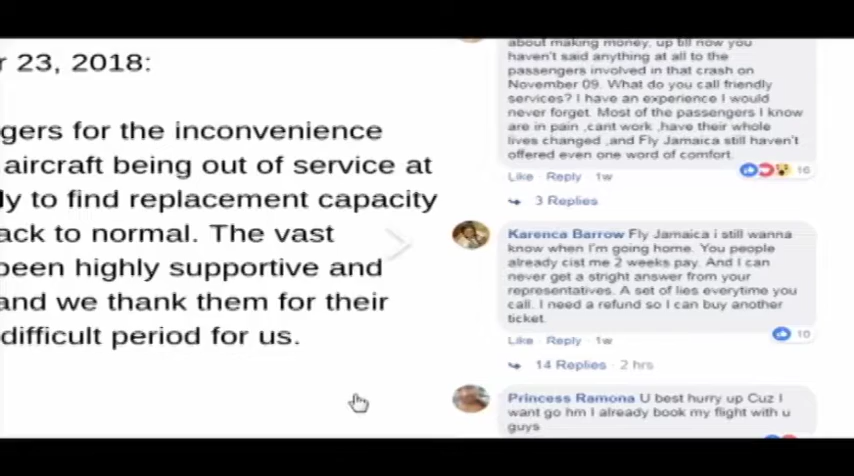 r 23, 2018:
gers for the inconvenience
aircraft being out of service at
ly to find replacement capacity
ack to normal. The vast
been highly supportive and
and we thank them for their
difficult period for us.
about making money, up till now you
haven't said anything at all to the
passengers involved in that crash on
November 09. What do you call friendly
services? I have an experience I would
never forget. Most of the passengers I know
are in pain ,cant work ,have their whole
lives changed ,and Fly Jamaica still haven't
offered even one word of comfort.
16
Like Reply 1w
3 Replies
Karenca Barrow Fly Jamaica i still wanna
know when I'm going home. You people
already cist me 2 weeks pay. And I can
never get a stright answer from your
representatives. A set of lies everytime you
call. I need a refund so I can buy another
ticket.
10
Like Reply 1w
14 Replies 2 hrs
Princess Ramona U best hurry up Cuz I
want go hm I already book my flight with u
guys